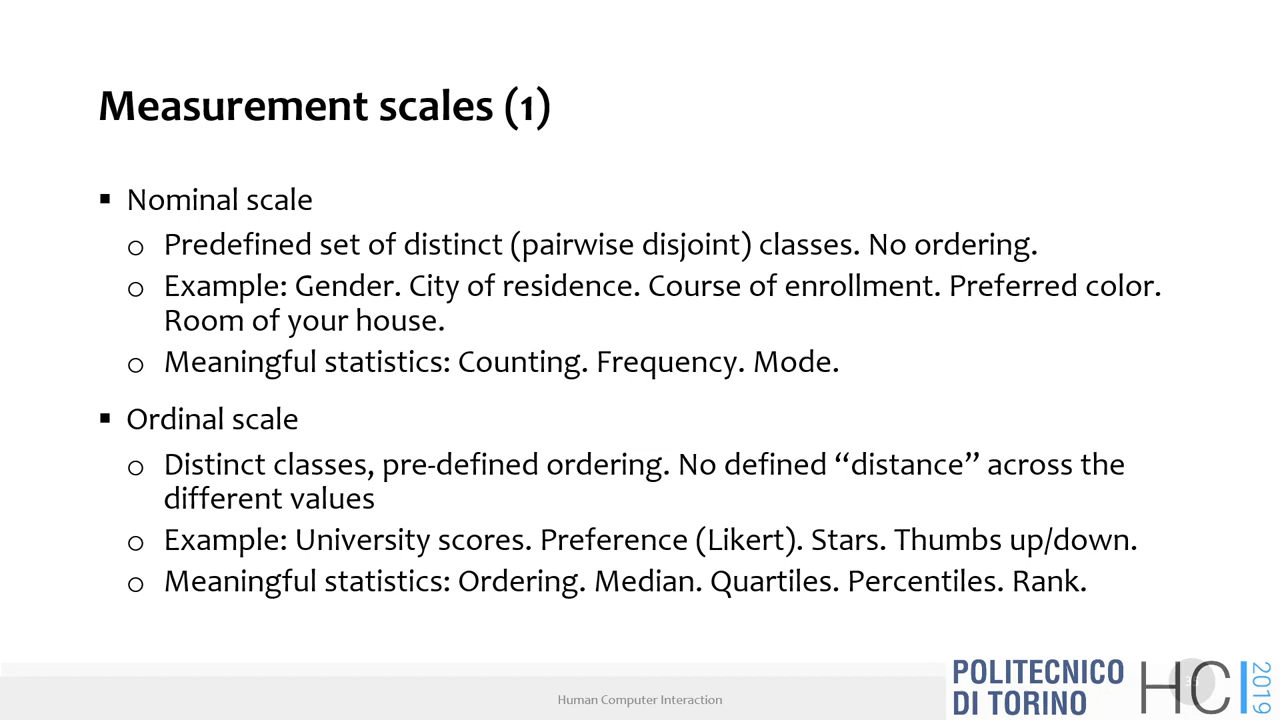 Measurement scales (1)
▪ Nominal scale
o Predefined set of distinct (pairwise disjoint) classes. No ordering.
o Example: Gender. City of residence. Course of enrollment. Preferred color.
Room of your house.
o Meaningful statistics: Counting. Frequency. Mode.
▪ Ordinal scale
o Distinct classes, pre-defined ordering. No defined “distance” across the
different values
o Example: University scores. Preference (Likert). Stars. Thumbs up/down.
o Meaningful statistics: Ordering. Median. Quartiles. Percentiles. Rank.
Human Computer Interaction
POLITECNICO
DI TORINO
HCI
2019